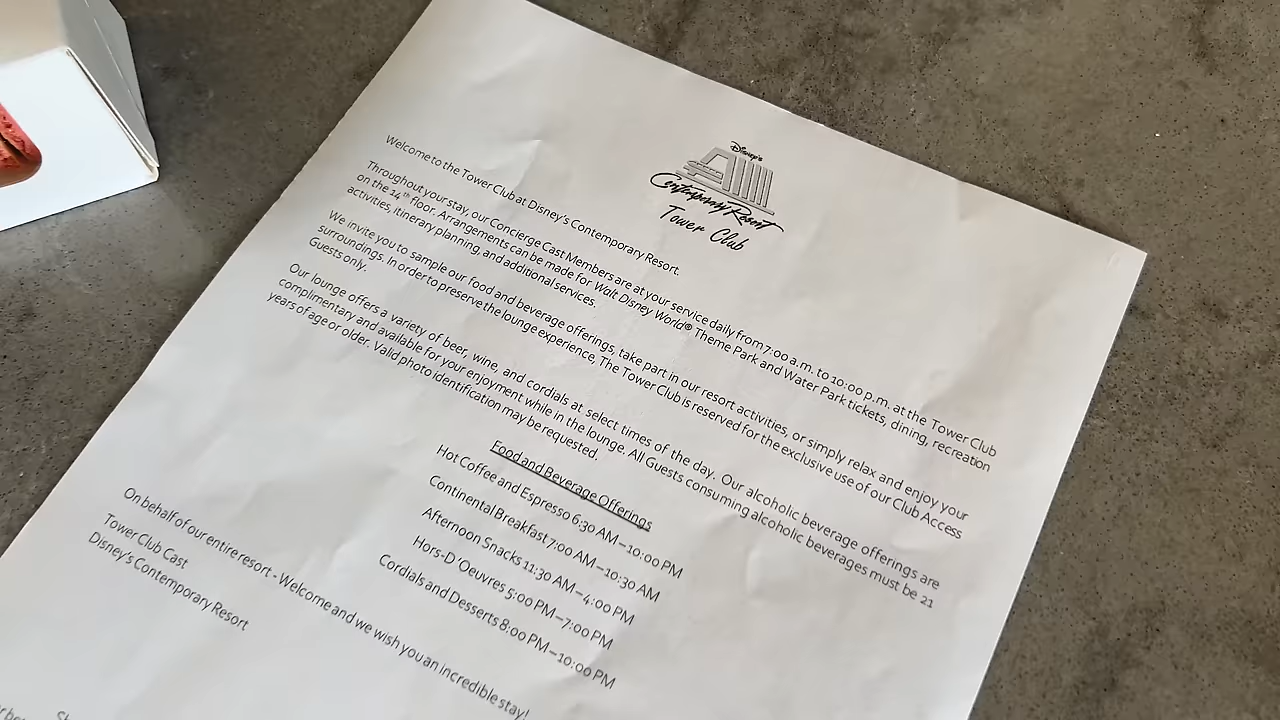 Disney's
Contemporary Resort
Tower Club
Welcome to the Tower Club at Disney's Contemporary Resort.
Throughout your stay, our Concierge Cast Members are at your service daily from 7:00 a.m. to 10:00 p.m. at the Tower Club
on the 14th floor. Arrangements can be made for Walt Disney World® Theme Park and Water Park tickets, dining, recreation
activities, itinerary planning, and additional services.
We invite you to sample our food and beverage offerings, take part in our resort activities, or simply relax and enjoy your
surroundings. In order to preserve the lounge experience. The Tower Club is reserved for the exclusive use of our Club Access
Guests only.
Our lounge offers a variety of beer, wine, and cordials at select times of the day. Our alcoholic beverage offerings are
complimentary and available for your enjoyment while in the lounge. All Guests consuming alcoholic beverages must be 21
years of age or older. Valid photo identification may be requested.
Food and Beverage Offerings
Hot Coffee and Espresso 6:30 AM–10:00 PM
Continental Breakfast 7:00 AM–10:30 AM
Afternoon Snacks 11:30 AM–4:00 PM
Hors-D'Oeuvres 5:00 PM–7:00 PM
Cordials and Desserts 8:00 PM–10:00 PM
On behalf of our entire resort - Welcome and we wish you an incredible stay!
Tower Club Cast
Disney's Contemporary Resort